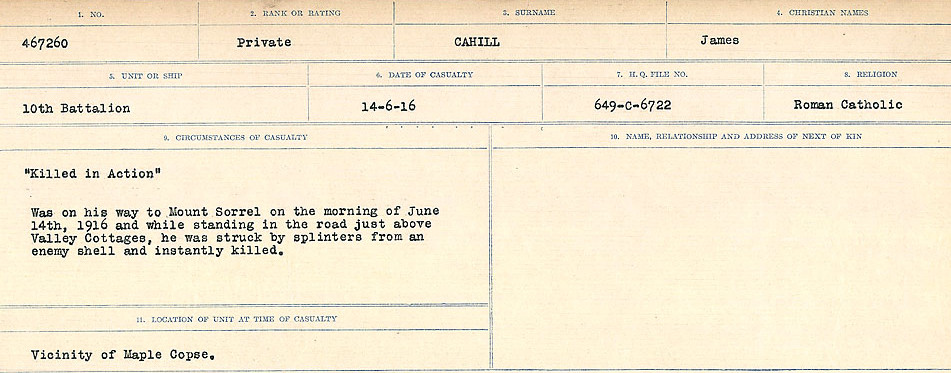 1. NO.
2. RANK OR RATING
3. SURNAME
4. CHRISTIAN NAMES
467260
Private
CAHILL
James
5. UNIT OR SHIP
6. DATE OF CASUALTY
7. H. Q. FILE NO.
8. RELIGION
10th Battalion
14-6-16
649-C-6722
Roman Catholic
9. CIRCUMSTANCES OF CASUALTY
10. NAME, RELATIONSHIP AND ADDRESS OF NEXT OF KIN
"Killed in Action"
Was on his way to Mount Sorrel on the morning of June
14th, 1916 and while standing in the road just above
Valley Cottages, he was struck by splinters from an
enemy shell and instantly killed.
11. LOCATION OF UNIT AT TIME OF CASUALTY
Vicinity of Maple Copse.